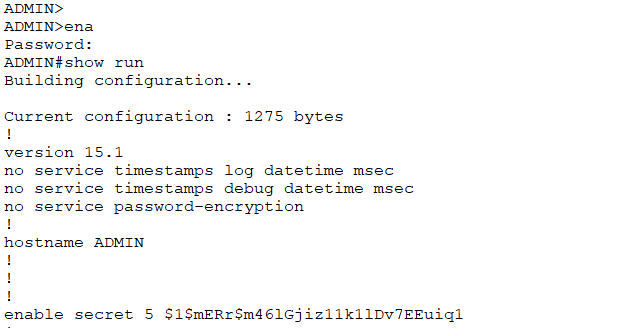 ADMIN>
ADMIN>ena
Password:
ADMIN#show run
Building configuration...
Current configuration : 1275 bytes
!
version 15.1
no service timestamps log datetime msec
no service timestamps debug datetime msec
no service password-encryption
!
hostname ADMIN
!
!
!
enable secret 5 $1$mERr$m46lGjiz11k1lDv7EEuiq1